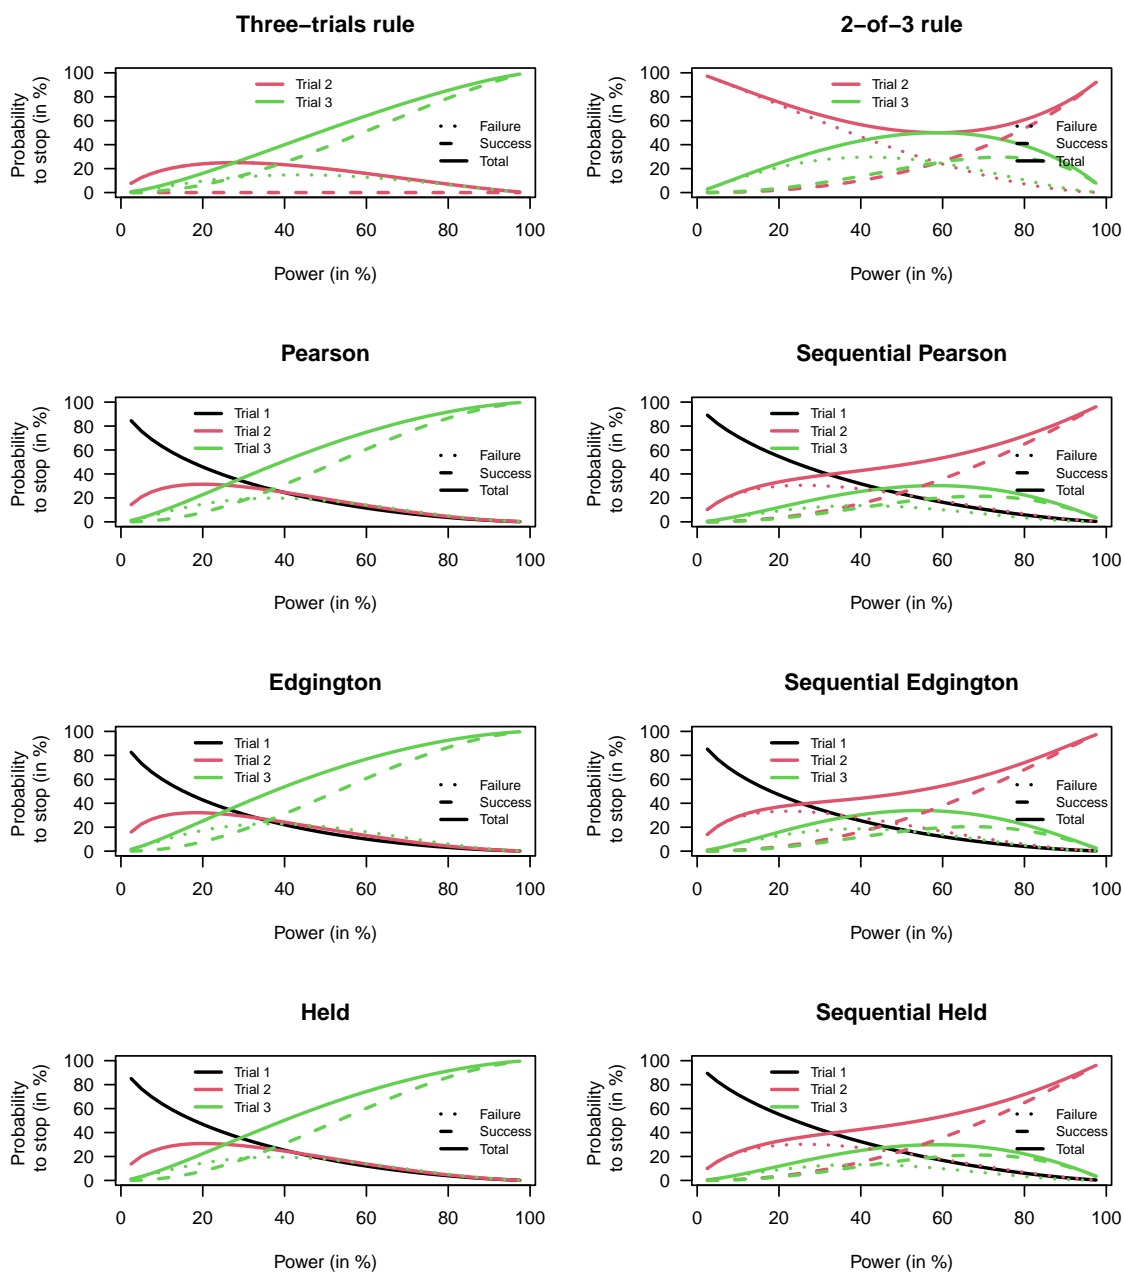 Three−trials rule
Probability
to stop (in %)
100
80
60
40
20
0
Trial 2
Trial 3
Failure
Success
Total
0 20 40 60 80 100
Power (in %)
2−of−3 rule
Probability
to stop (in %)
100
80
60
40
20
0
Trial 2
Trial 3
Failure
Success
Total
0 20 40 60 80 100
Power (in %)
Pearson
Probability
to stop (in %)
100
80
60
40
20
0
Trial 1
Trial 2
Trial 3
Failure
Success
Total
0 20 40 60 80 100
Power (in %)
Sequential Pearson
Probability
to stop (in %)
100
80
60
40
20
0
Trial 1
Trial 2
Trial 3
Failure
Success
Total
0 20 40 60 80 100
Power (in %)
Edgington
Probability
to stop (in %)
100
80
60
40
20
0
Trial 1
Trial 2
Trial 3
Failure
Success
Total
0 20 40 60 80 100
Power (in %)
Sequential Edgington
Probability
to stop (in %)
100
80
60
40
20
0
Trial 1
Trial 2
Trial 3
Failure
Success
Total
0 20 40 60 80 100
Power (in %)
Held
Probability
to stop (in %)
100
80
60
40
20
0
Trial 1
Trial 2
Trial 3
Failure
Success
Total
0 20 40 60 80 100
Power (in %)
Sequential Held
Probability
to stop (in %)
100
80
60
40
20
0
Trial 1
Trial 2
Trial 3
Failure
Success
Total
0 20 40 60 80 100
Power (in %)